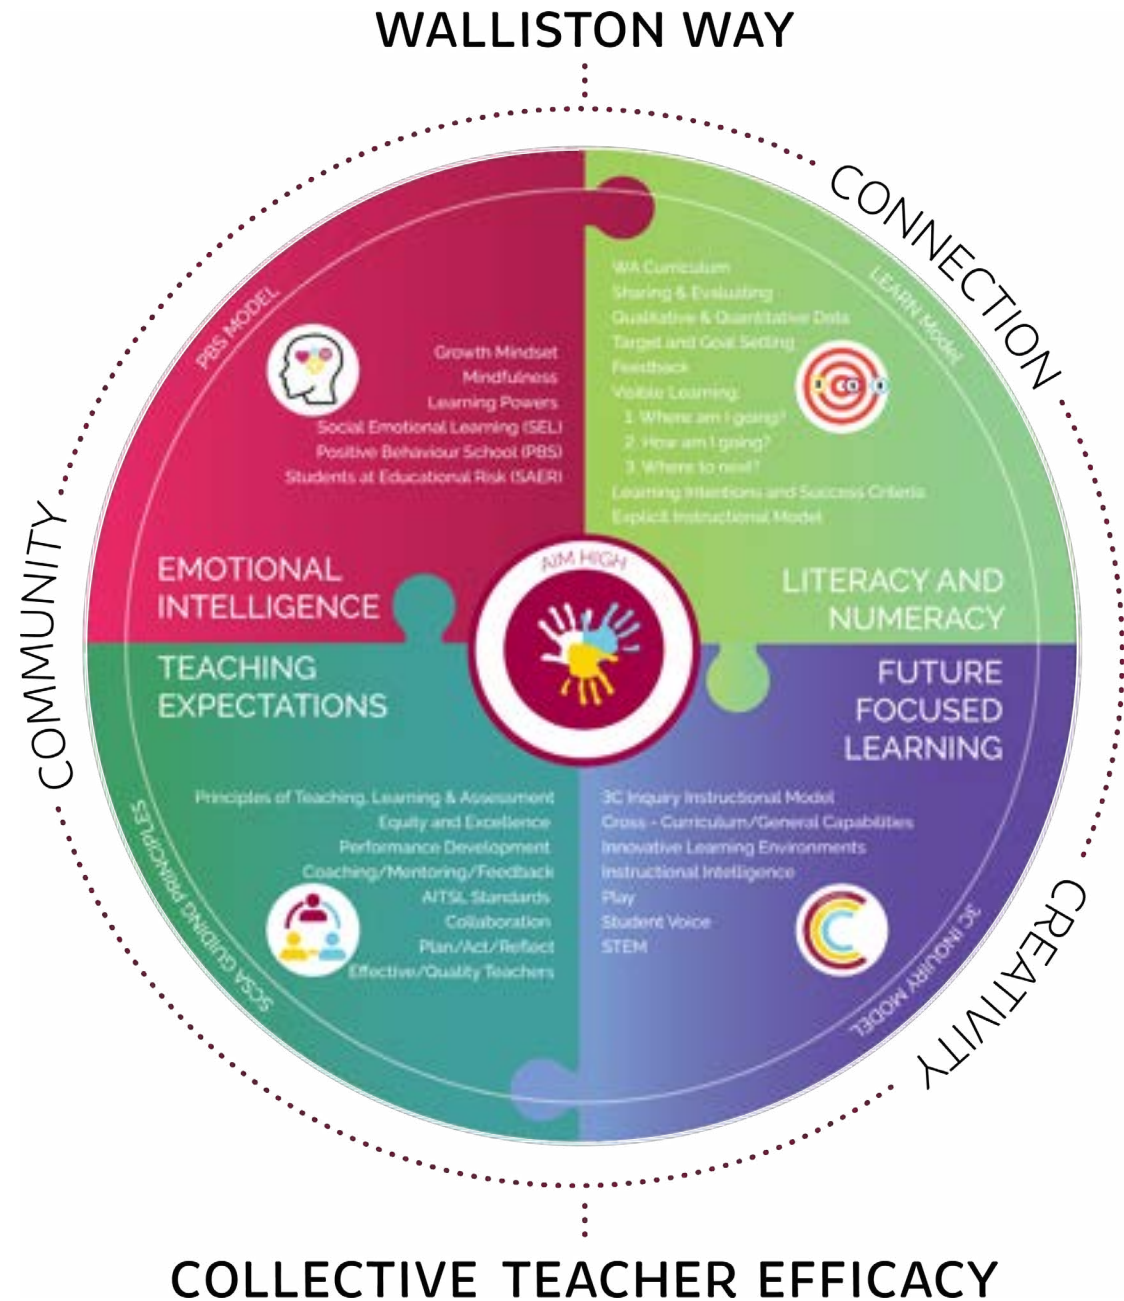 WALLISTON WAY
CONNECTION
COMMUNITY
CREATIVITY
PBS MODEL
Growth Mindset
Mindfulness
Learning Powers
Social Emotional Learning (SEL)
Positive Behaviour School (PBS)
Students at Educational Risk (SAER)
EMOTIONAL
INTELLIGENCE
LEARN Model
WA Curriculum
Sharing & Evaluating
Qualitative & Quantitative Data
Target and Goal Setting
Feedback
Visible Learning:
1. Where am I going?
2. How am I going?
3. Where to next?
Learning Intentions and Success Criteria
Explicit Instructional Model
LITERACY AND
NUMERACY
AIM HIGH
TEACHING
EXPECTATIONS
Principles of Teaching, Learning & Assessment
Equity and Excellence
Performance Development
Coaching/Mentoring/Feedback
AITSL Standards
Collaboration
Plan/Act/Reflect
Effective/Quality Teachers
SCSA GUIDING PRINCIPLES
FUTURE
FOCUSED
LEARNING
3C Inquiry Instructional Model
Cross - Curriculum/General Capabilities
Innovative Learning Environments
Instructional Intelligence
Play
Student Voice
STEM
3C INQUIRY MODEL
COLLECTIVE TEACHER EFFICACY